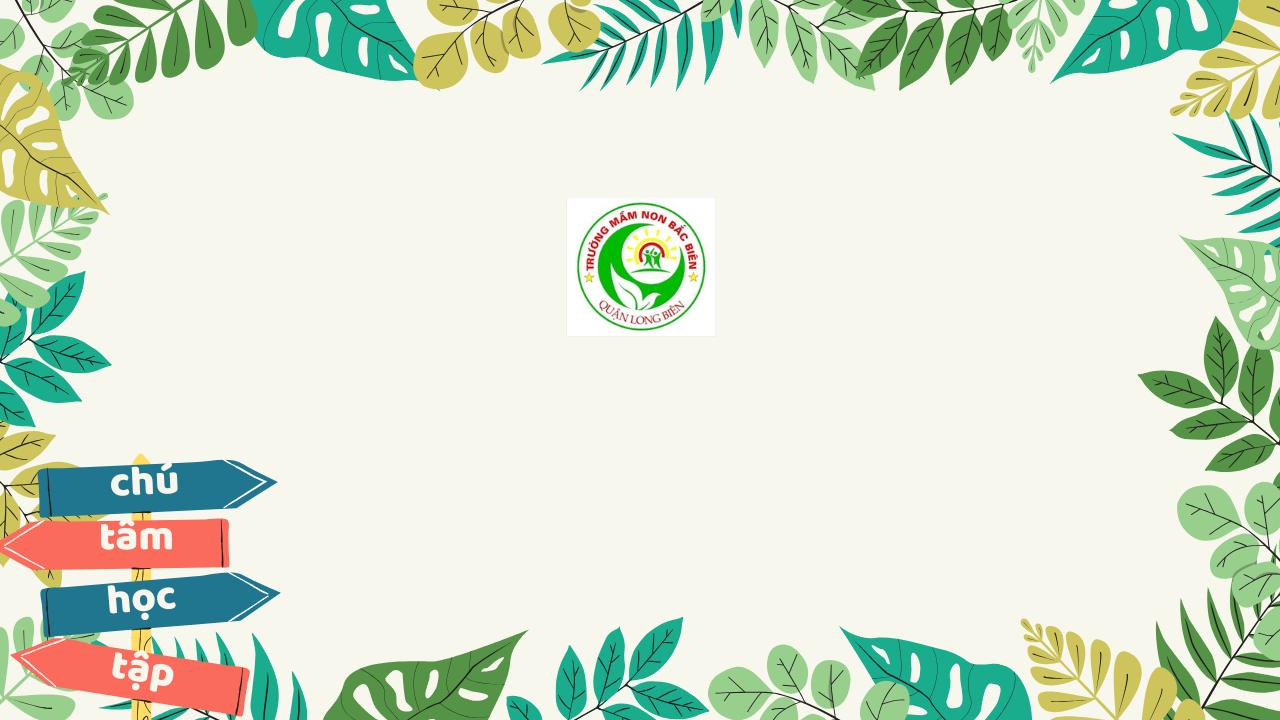 TRƯỜNG MẦM NON BẮC BIÊN
QUẬN LONG BIÊN
chú
tâm
học
tập